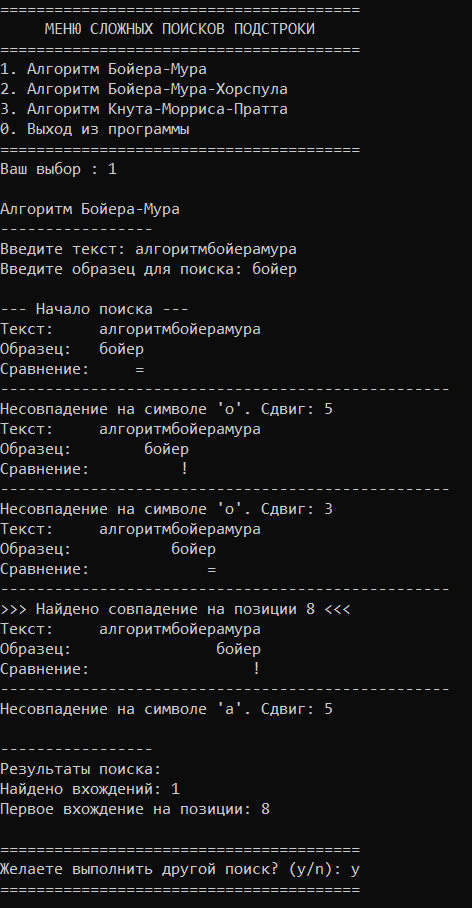 ========================================
     МЕНЮ СЛОЖНЫХ ПОИСКОВ ПОДСТРОКИ
========================================
1. Алгоритм Бойера-Мура
2. Алгоритм Бойера-Мура-Хорспула
3. Алгоритм Кнута-Морриса-Пратта
0. Выход из программы
========================================
Ваш выбор : 1

Алгоритм Бойера-Мура
-----------------
Введите текст: алгоритмбойерамура
Введите образец для поиска: бойер

--- Начало поиска ---
Текст:     алгоритмбойерамура
Образец:   бойер
Сравнение:     =
--------------------------------------------------
Несовпадение на символе 'о'. Сдвиг: 5
Текст:     алгоритмбойерамура
Образец:        бойер
Сравнение:          !
--------------------------------------------------
Несовпадение на символе 'о'. Сдвиг: 3
Текст:     алгоритмбойерамура
Образец:           бойер
Сравнение:             =
--------------------------------------------------
>>> Найдено совпадение на позиции 8 <<<
Текст:     алгоритмбойерамура
Образец:                бойер
Сравнение:                  !
--------------------------------------------------
Несовпадение на символе 'а'. Сдвиг: 5

-----------------
Результаты поиска:
Найдено вхождений: 1
Первое вхождение на позиции: 8

========================================
Желаете выполнить другой поиск? (y/n): y
========================================